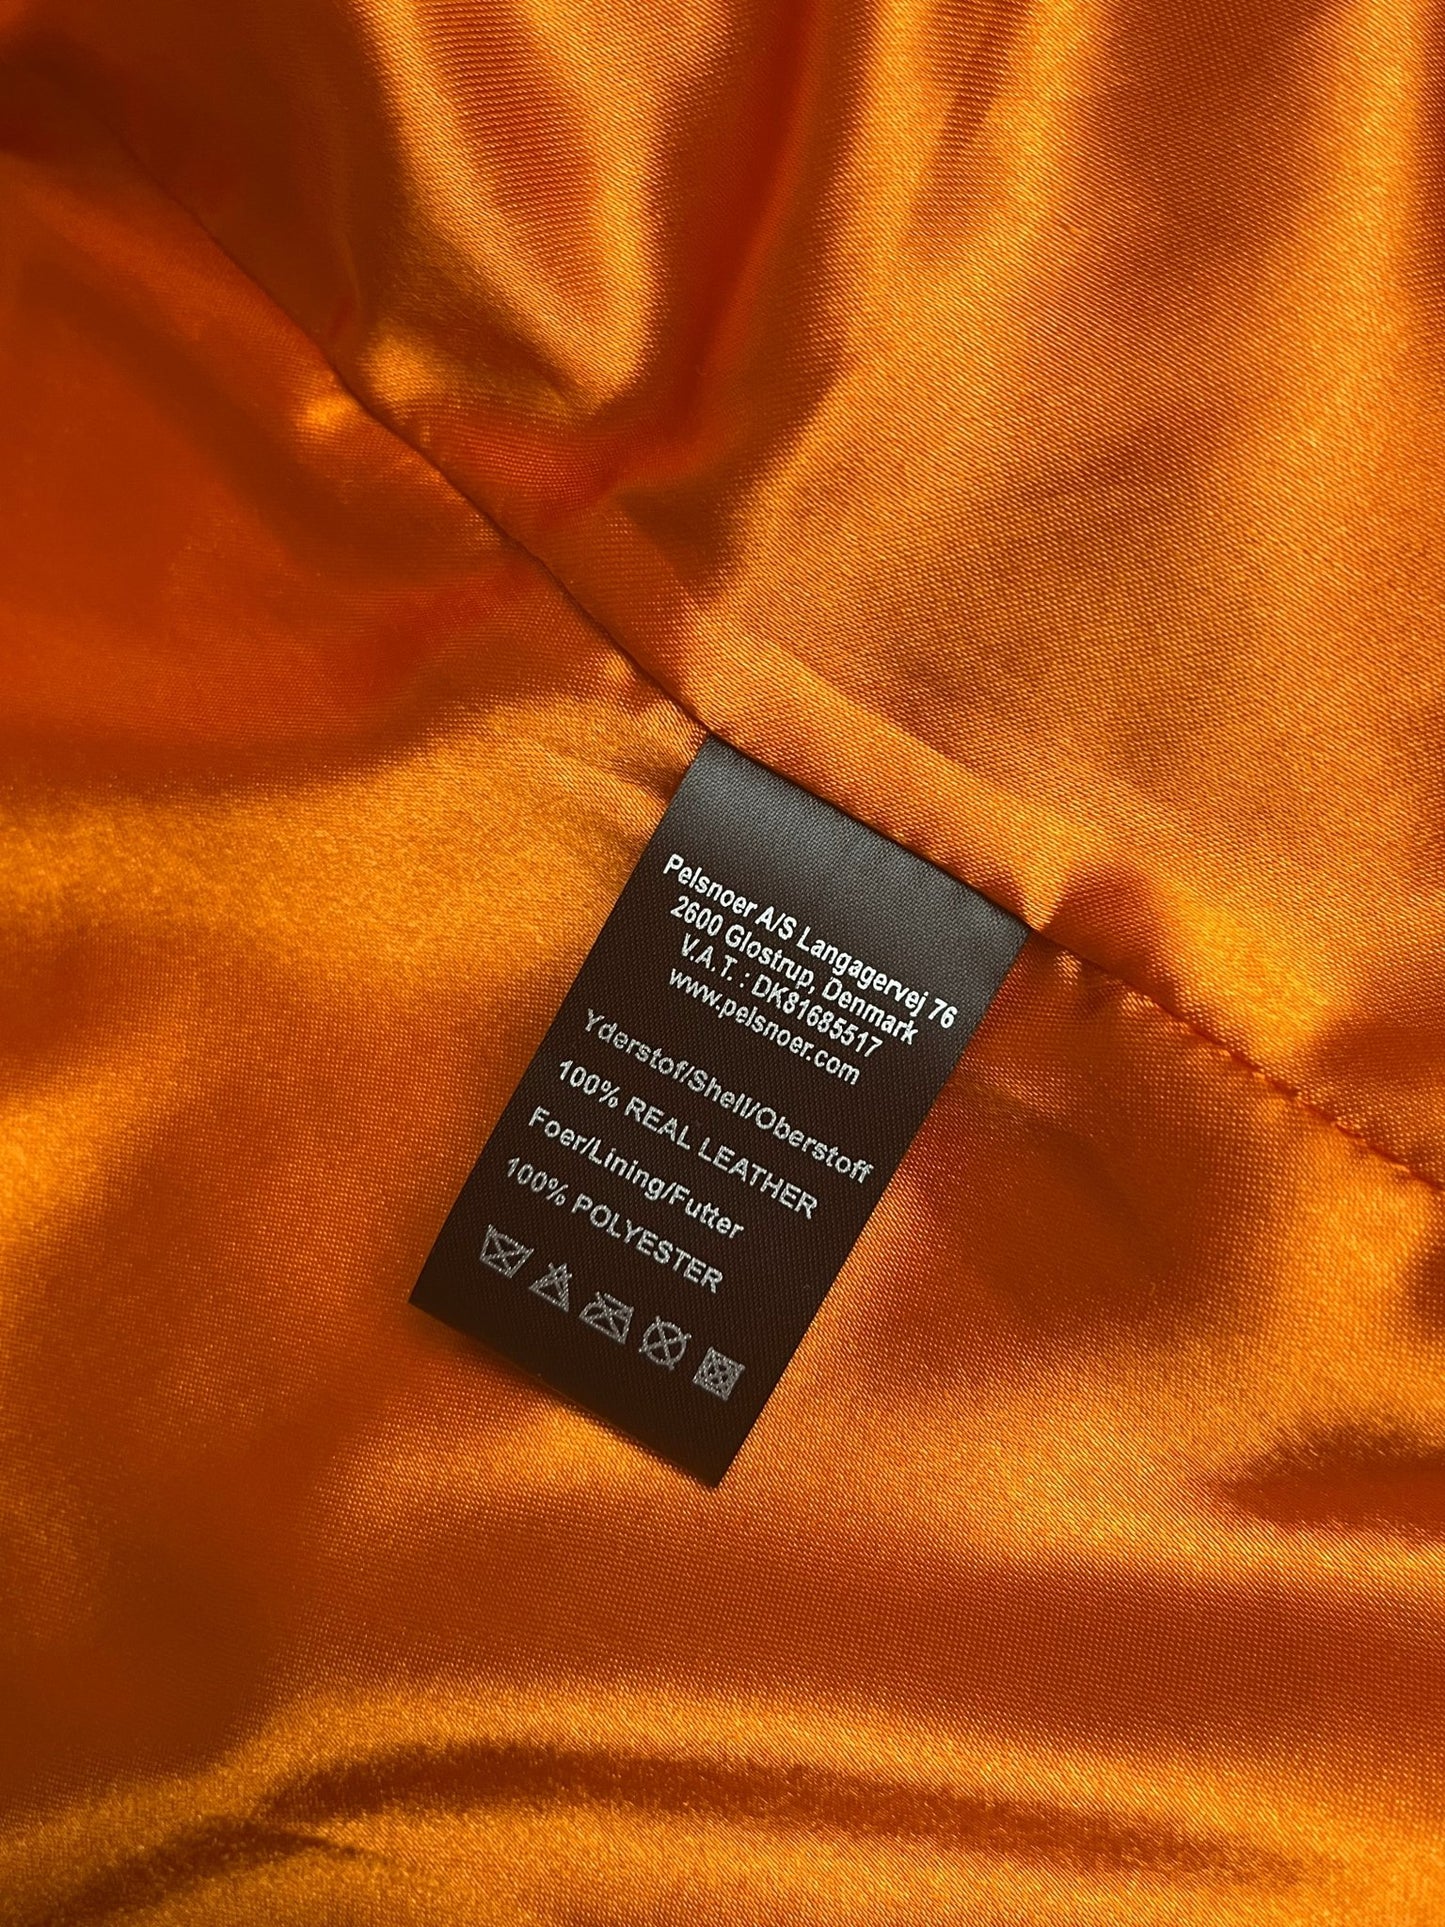 Pelsnoer A/S Langagervej 76
2600 Glostrup, Denmark
V.A.T. : DK81685517
www.pelsnoer.com
Yderstof/Shell/Oberstoff
100% REAL LEATHER
Foer/Lining/Futter
100% POLYESTER